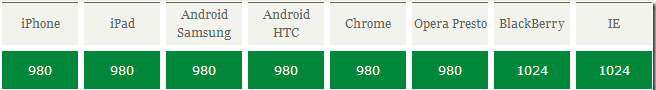 iPhone iPad Android Samsung Android HTC Chrome Opera Presto BlackBerry IE
980 980 980 980 980 980 1024 1024